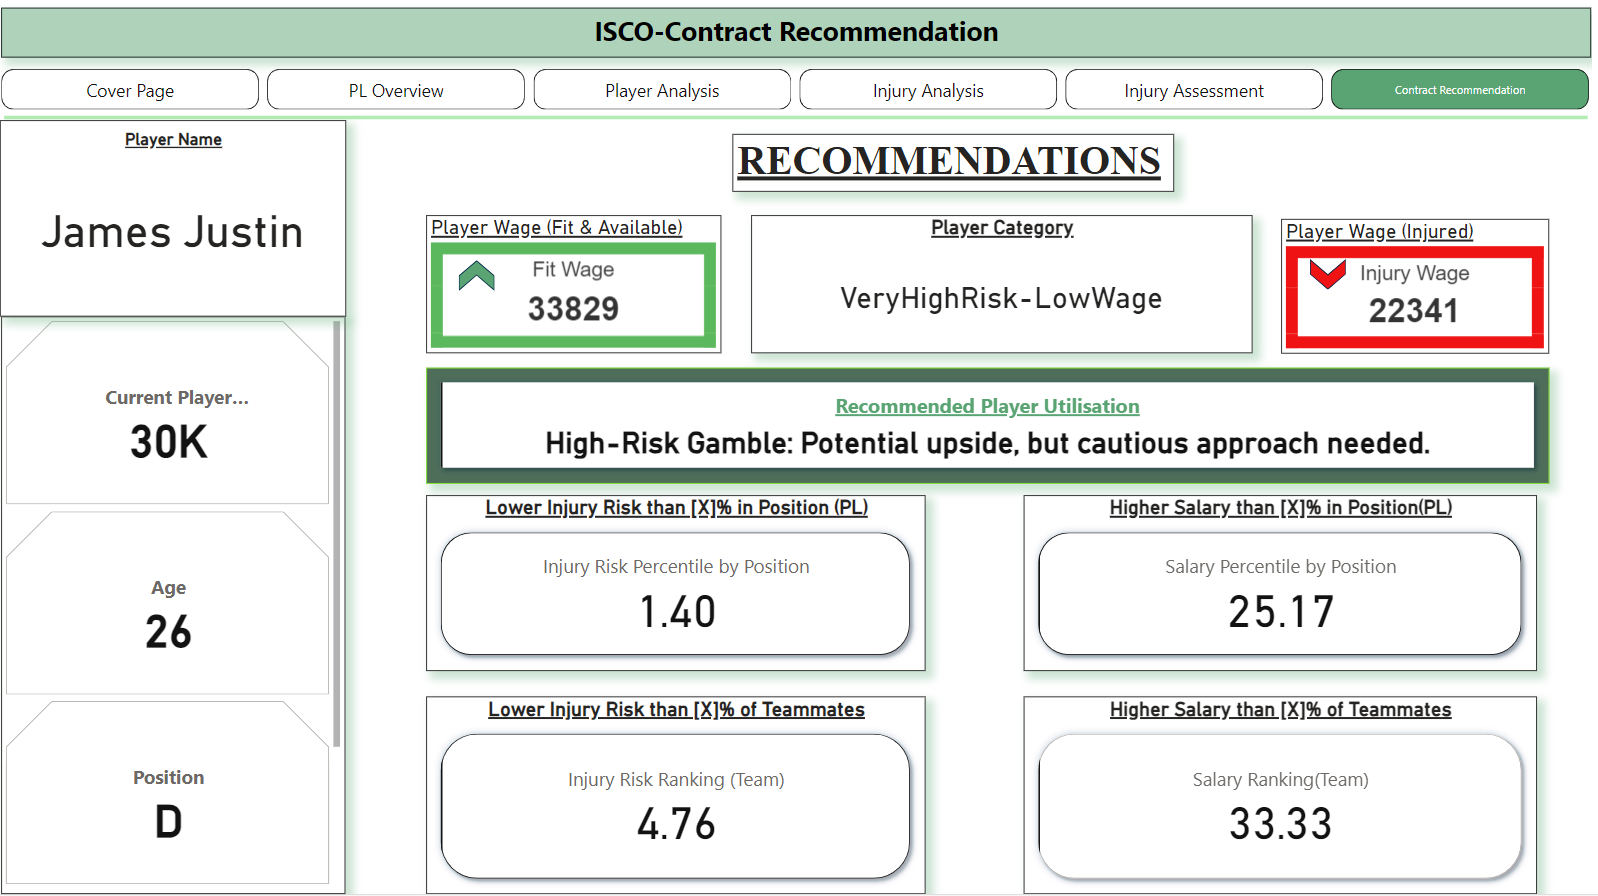 ISCO-Contract Recommendation
Cover Page
PL Overview
Player Analysis
Injury Analysis
Injury Assessment
Contract Recommendation
Player Name
James Justin
Current Player...
30K
Age
26
Position
D
RECOMMENDATIONS
Player Wage (Fit & Available)
Fit Wage
33829
Player Category
VeryHighRisk-LowWage
Player Wage (Injured)
Injury Wage
22341
Recommended Player Utilisation
High-Risk Gamble: Potential upside, but cautious approach needed.
Lower Injury Risk than [X]% in Position (PL)
Injury Risk Percentile by Position
1.40
Higher Salary than [X]% in Position(PL)
Salary Percentile by Position
25.17
Lower Injury Risk than [X]% of Teammates
Injury Risk Ranking (Team)
4.76
Higher Salary than [X]% of Teammates
Salary Ranking(Team)
33.33